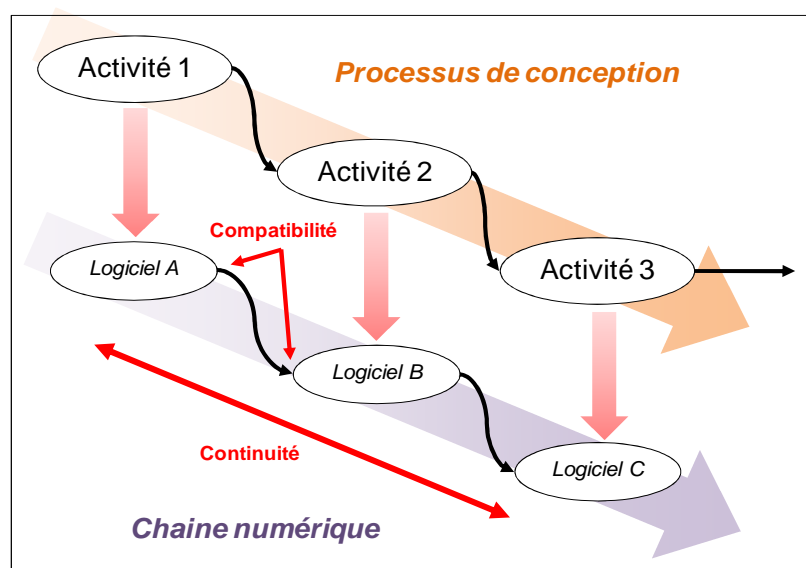 Activité 1
Processus de conception
Activité 2
Compatibilité
Logiciel A
Activité 3
Logiciel B
Continuité
Logiciel C
Chaine numérique